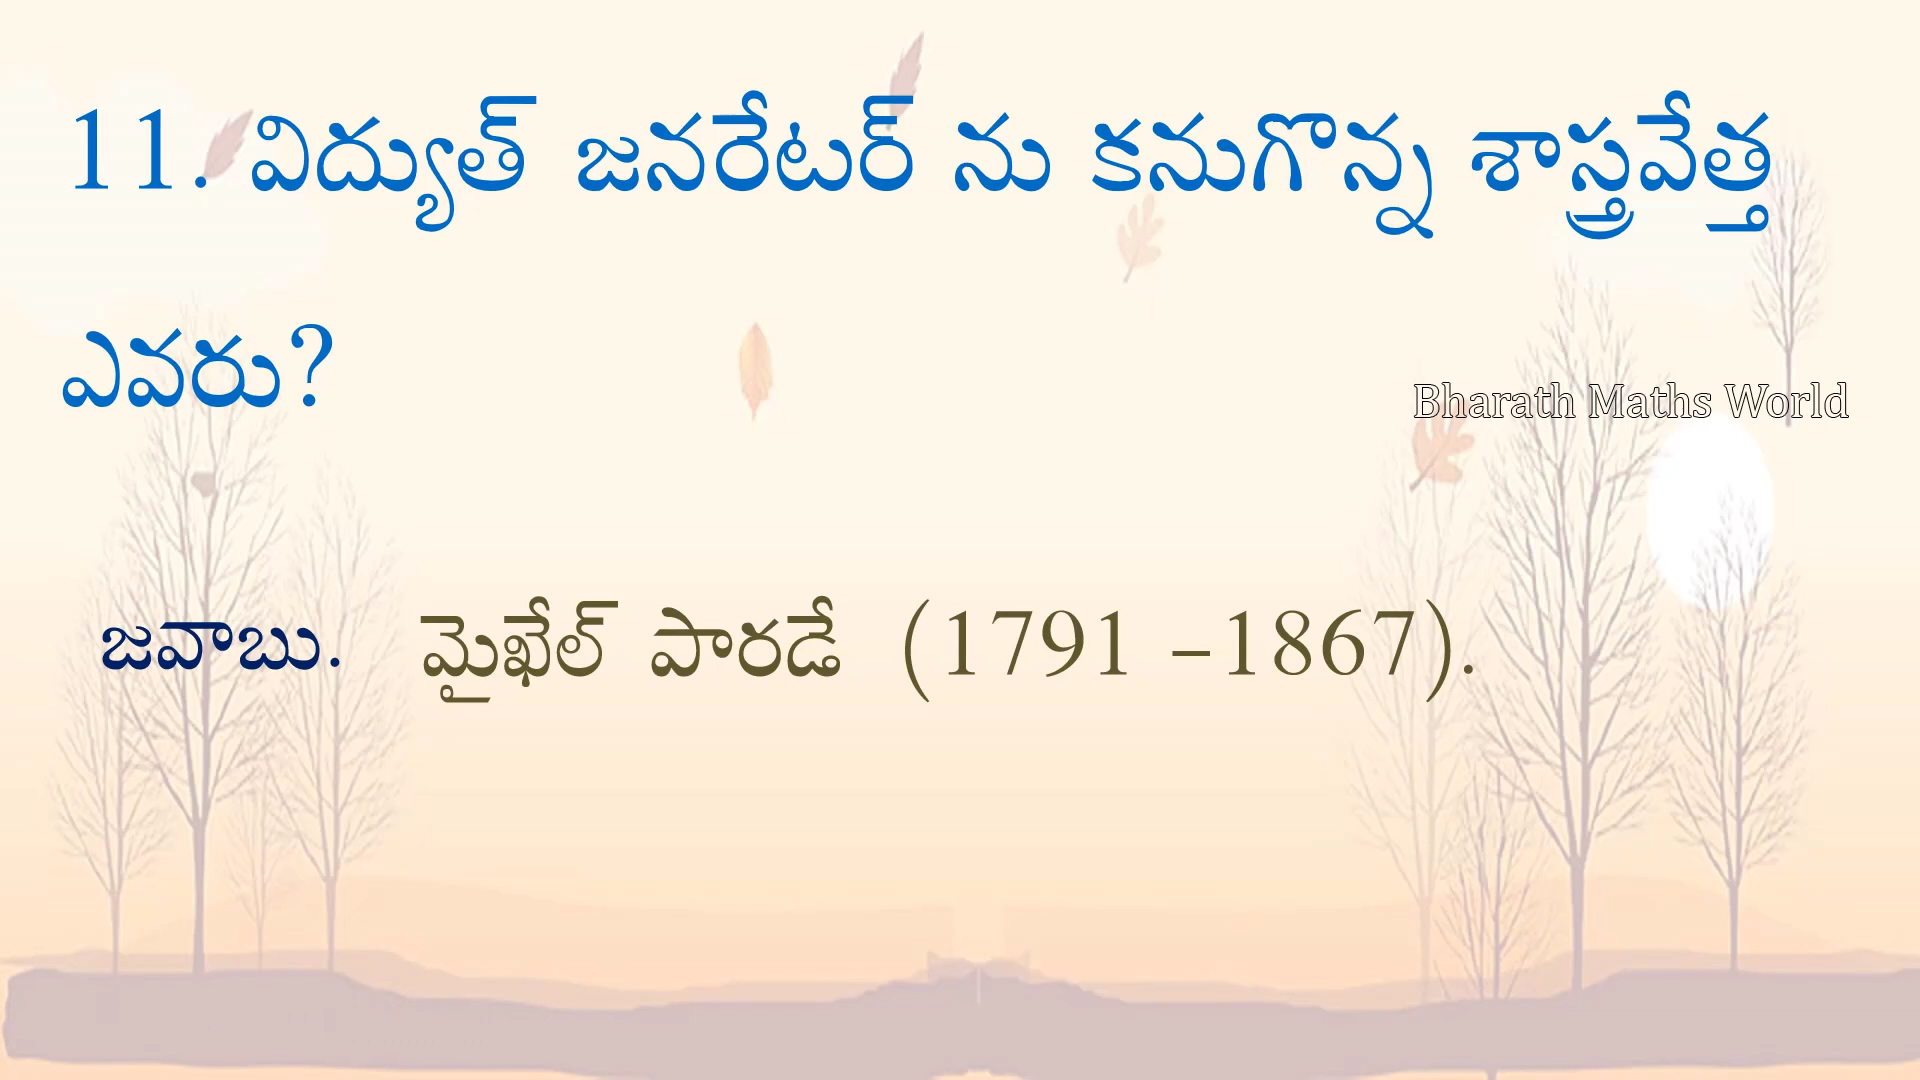 11. విద్యుత్ జనరేటర్ ను కనుగొన్న శాస్త్రవేత్త
ఎవరు?
Bharath Maths World
జవాబు. మైఖేల్ పారడే (1791 –1867).